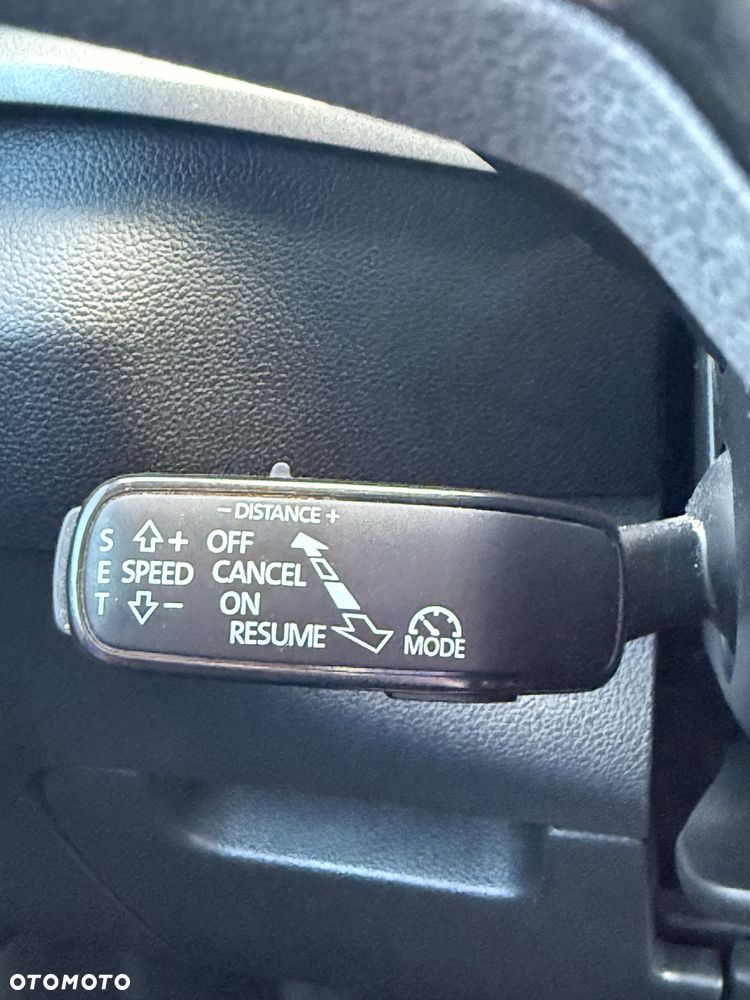 - DISTANCE +
S + OFF
E SPEED CANCEL
T - ON
RESUME
MODE
OTOMOTO